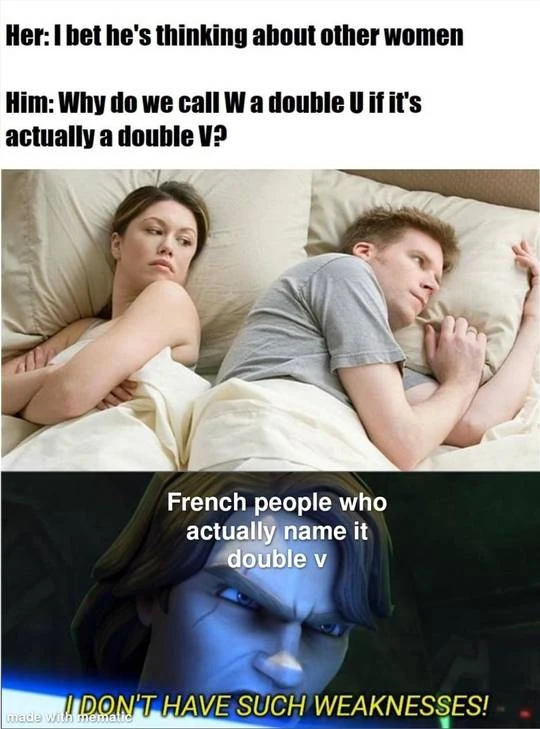 Her: I bet he's thinking about other women
Him: Why do we call W a double U if it's
actually a double V?
French people who
actually name it
double v
I DON'T HAVE SUCH WEAKNESSES!
made with mematic